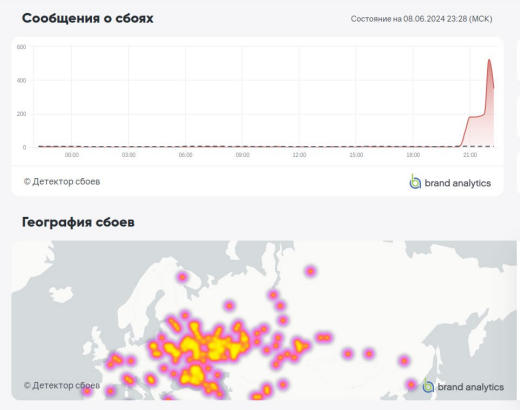 Сообщения о сбоях
Состояние на 08.06.2024 23:28 (МСК)
600
400
200
0
00:00 03:00 06:00 09:00 12:00 15:00 18:00 21:00
© Детектор сбоев
brand analytics
География сбоев
© Детектор сбоев
brand analytics